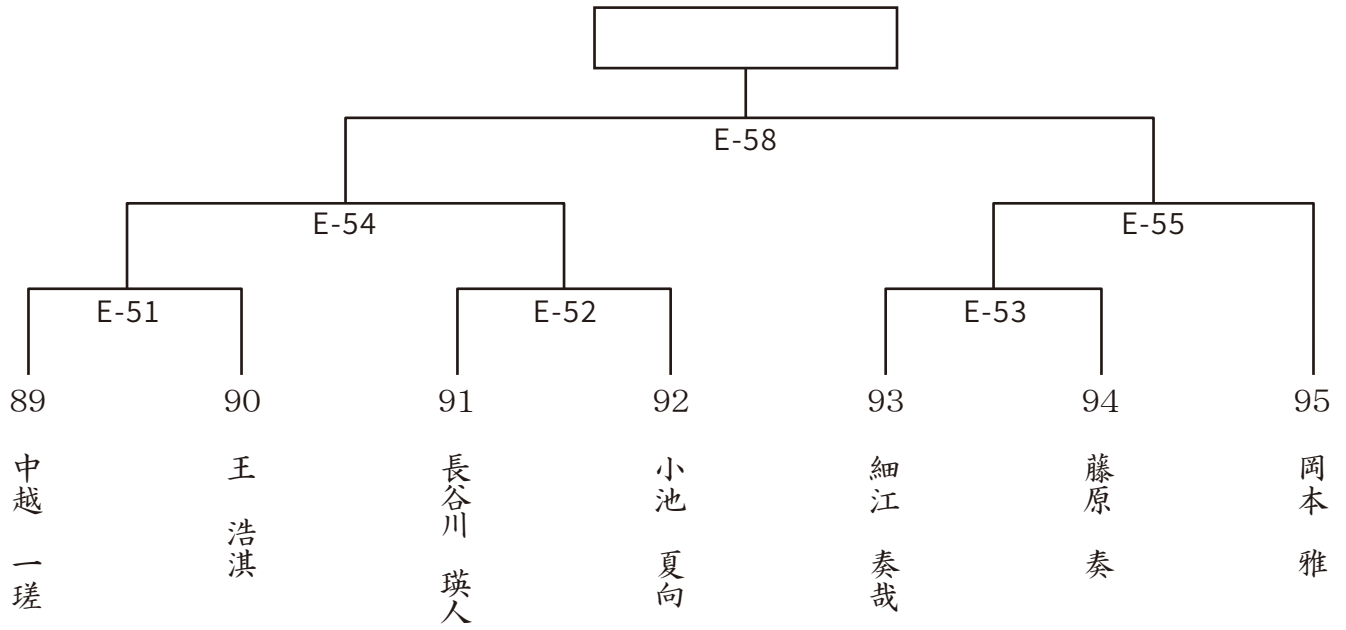 E-58
E-54
E-55
E-51
E-52
E-53
89
90
91
92
93
94
95
中越 一瑳
王 浩淇
長谷川 瑛人
小池 夏向
細江 奏哉
藤原 奏
岡本 雅